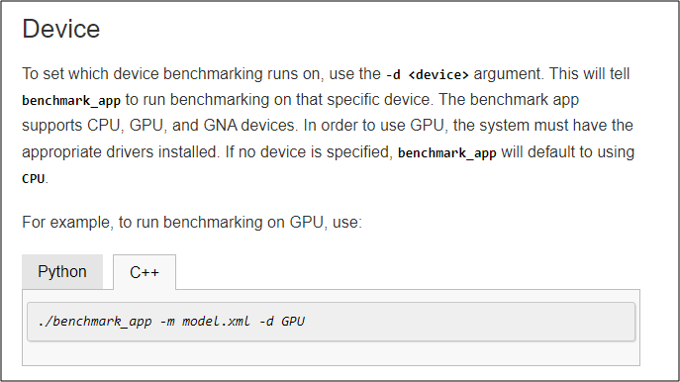 Device
To set which device benchmarking runs on, use the -d <device> argument. This will tell
benchmark_app to run benchmarking on that specific device. The benchmark app
supports CPU, GPU, and GNA devices. In order to use GPU, the system must have the
appropriate drivers installed. If no device is specified, benchmark_app will default to using
CPU.
For example, to run benchmarking on GPU, use:
Python C++
./benchmark_app -m model.xml -d GPU